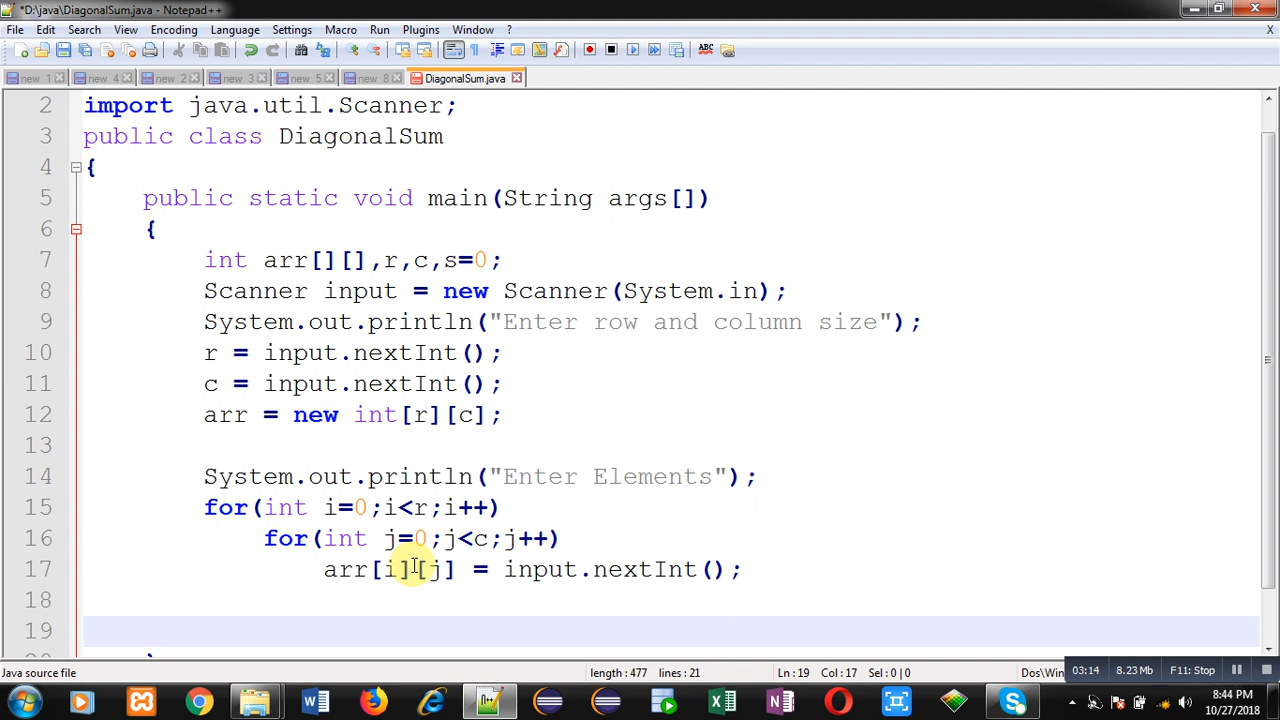 *D:\java\DiagonalSum.java - Notepad++
File Edit Search View Encoding Language Settings Macro Run Plugins Window ? X
new 1 new 4 new 2 new 3 new 5 new 8 DiagonalSum.java
2 import java.util.Scanner;
3 public class DiagonalSum
4 {
5 public static void main(String args[])
6 {
7 int arr[][],r,c,s=0;
8 Scanner input = new Scanner(System.in);
9 System.out.println("Enter row and column size");
10 r = input.nextInt();
11 c = input.nextInt();
12 arr = new int[r][c];
13
14 System.out.println("Enter Elements");
15 for(int i=0;i<r;i++)
16 for(int j=0;j<c;j++)
17 arr[i][j] = input.nextInt();
18
19
Java source file length : 477 lines : 21 Ln : 19 Col : 17 Sel : 0 | 0 Dos\Win 03:14 8.23 Mb F11: Stop
8:44 PM
10/27/2018